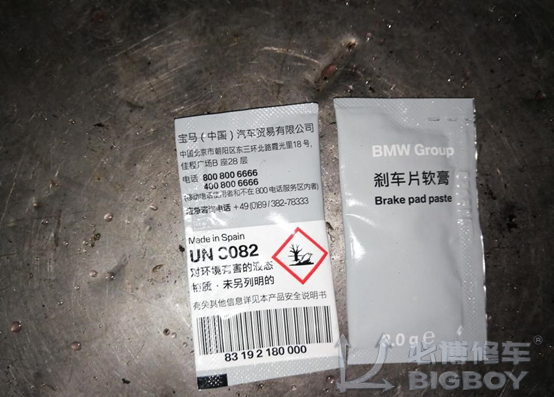 宝马（中国）汽车贸易有限公司
中国北京市朝阳区东三环北路霞光里18号,
佳程广场B座28层
电话 800 800 6666
400 800 6666
应急咨询电话 +49(0)89/382-78333
Made in Spain
UN 3082
对环境有害的液态
物质，未另列明的
有关其他信息详见本产品安全说明书
83 19 2 180 000
BMW Group
刹车片软膏
Brake pad paste
3.0 g e
必博修车
BIGBOY